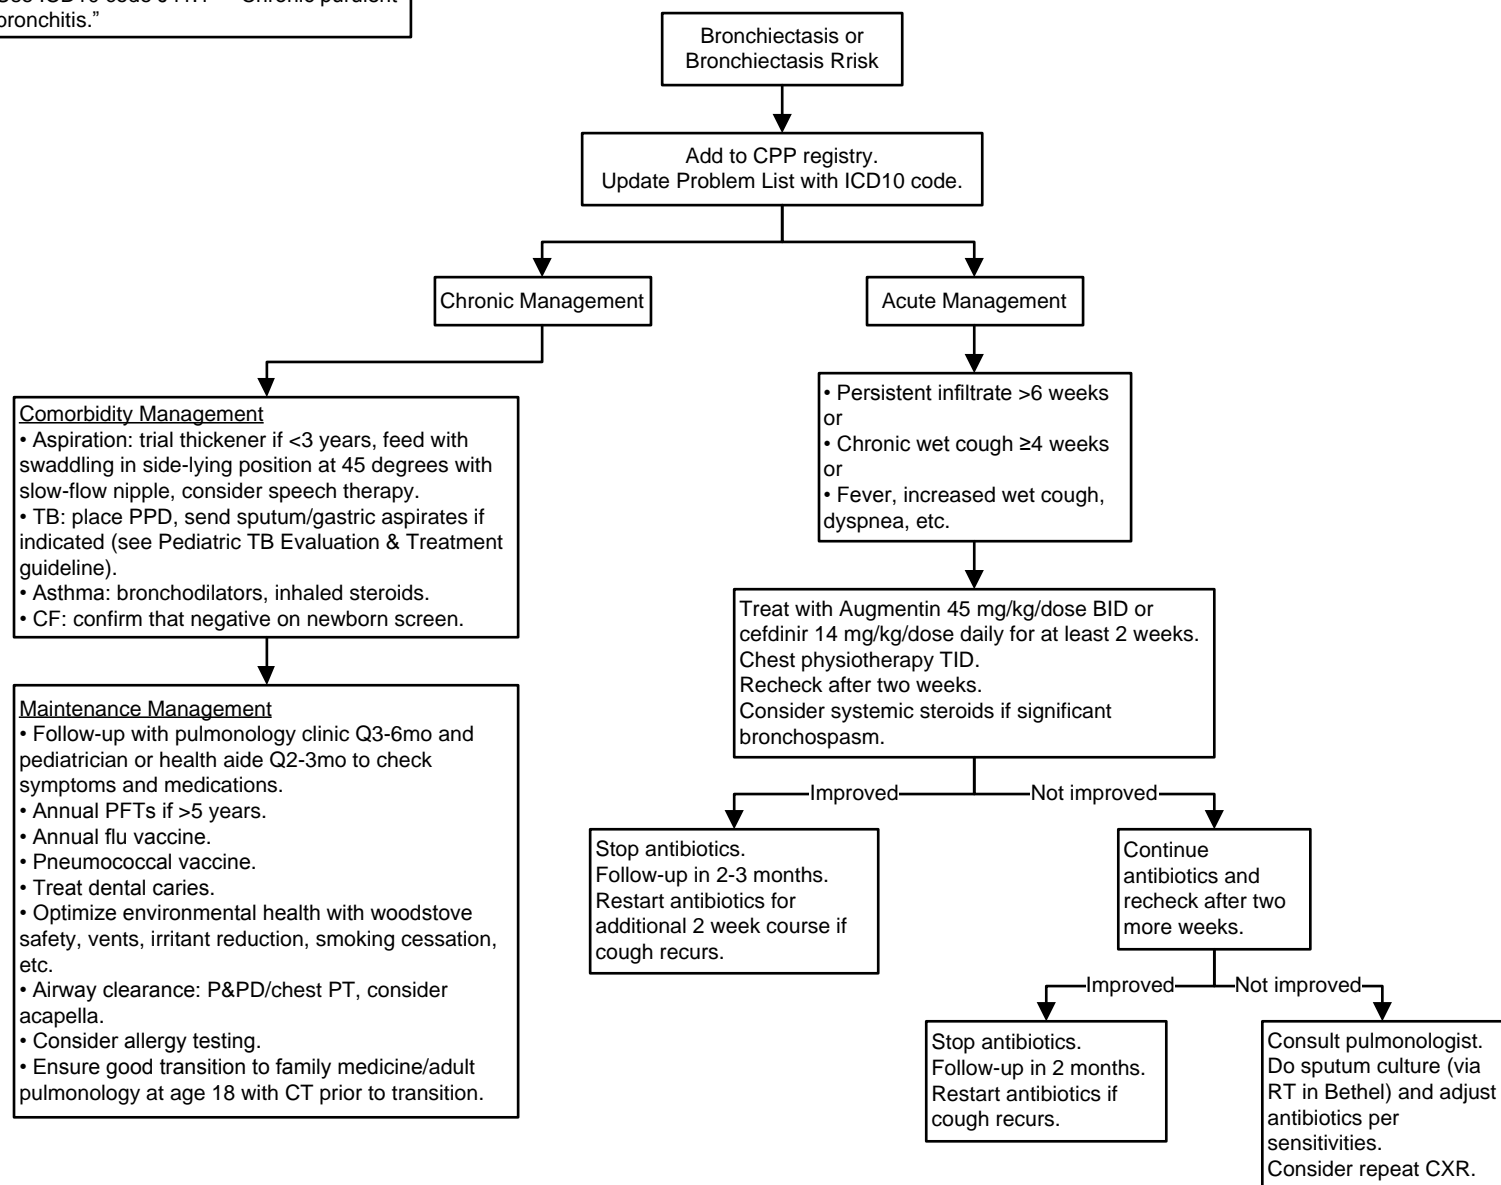 bronchitis.”
Bronchiectasis or
Bronchiectasis Rrisk
Add to CPP registry.
Update Problem List with ICD10 code.
Chronic Management
Acute Management
Comorbidity Management
• Aspiration: trial thickener if <3 years, feed with
swaddling in side-lying position at 45 degrees with
slow-flow nipple, consider speech therapy.
• TB: place PPD, send sputum/gastric aspirates if
indicated (see Pediatric TB Evaluation & Treatment
guideline).
• Asthma: bronchodilators, inhaled steroids.
• CF: confirm that negative on newborn screen.
Maintenance Management
• Follow-up with pulmonology clinic Q3-6mo and
pediatrician or health aide Q2-3mo to check
symptoms and medications.
• Annual PFTs if >5 years.
• Annual flu vaccine.
• Pneumococcal vaccine.
• Treat dental caries.
• Optimize environmental health with woodstove
safety, vents, irritant reduction, smoking cessation,
etc.
• Airway clearance: P&PD/chest PT, consider
acapella.
• Consider allergy testing.
• Ensure good transition to family medicine/adult
pulmonology at age 18 with CT prior to transition.
• Persistent infiltrate >6 weeks
or
• Chronic wet cough ≥4 weeks
or
• Fever, increased wet cough,
dyspnea, etc.
Treat with Augmentin 45 mg/kg/dose BID or
cefdinir 14 mg/kg/dose daily for at least 2 weeks.
Chest physiotherapy TID.
Recheck after two weeks.
Consider systemic steroids if significant
bronchospasm.
Improved
Not improved
Stop antibiotics.
Follow-up in 2-3 months.
Restart antibiotics for
additional 2 week course if
cough recurs.
Continue
antibiotics and
recheck after two
more weeks.
Improved
Not improved
Stop antibiotics.
Follow-up in 2 months.
Restart antibiotics if
cough recurs.
Consult pulmonologist.
Do sputum culture (via
RT in Bethel) and adjust
antibiotics per
sensitivities.
Consider repeat CXR.